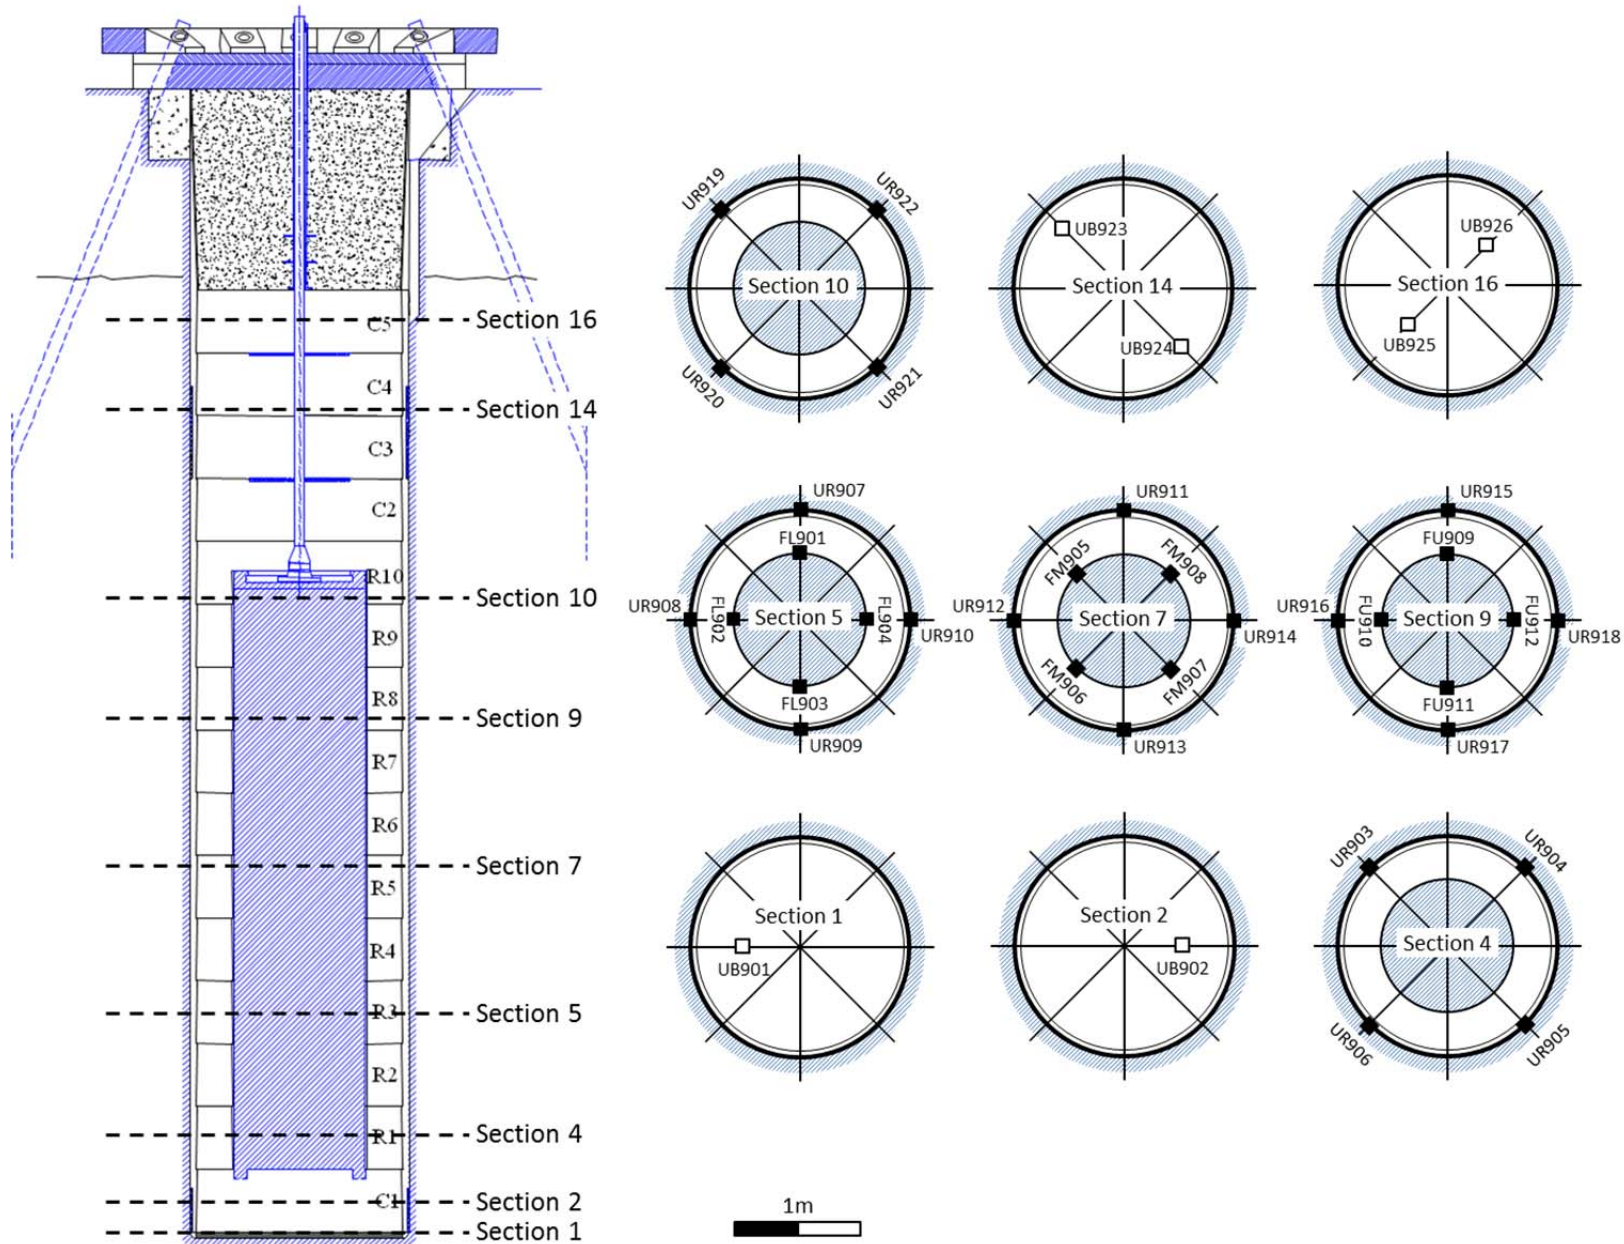 C5
Section 16
C4
Section 14
C3
C2
R10
Section 10
R9
R8
Section 9
R7
R6
Section 7
R5
R4
R3
Section 5
R2
R1
Section 4
C1
Section 2
Section 1
UR919
UR922
Section 10
UR920
UR921
UB923
Section 14
UB924
UB926
Section 16
UB925
UR907
FL901
UR908
FL902
Section 5
FL904
UR910
FL903
UR909
UR911
FM905
FM908
UR912
Section 7
UR914
FM906
FM907
UR913
UR915
FU909
UR916
FU910
Section 9
FU912
UR918
FU911
UR917
Section 1
UB901
Section 2
UB902
UR903
UR904
Section 4
UR906
UR905
1m